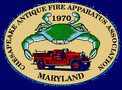 CHESAPEAKE ANTIQUE FIRE APPARATUS ASSOCIATION
1970
MARYLAND